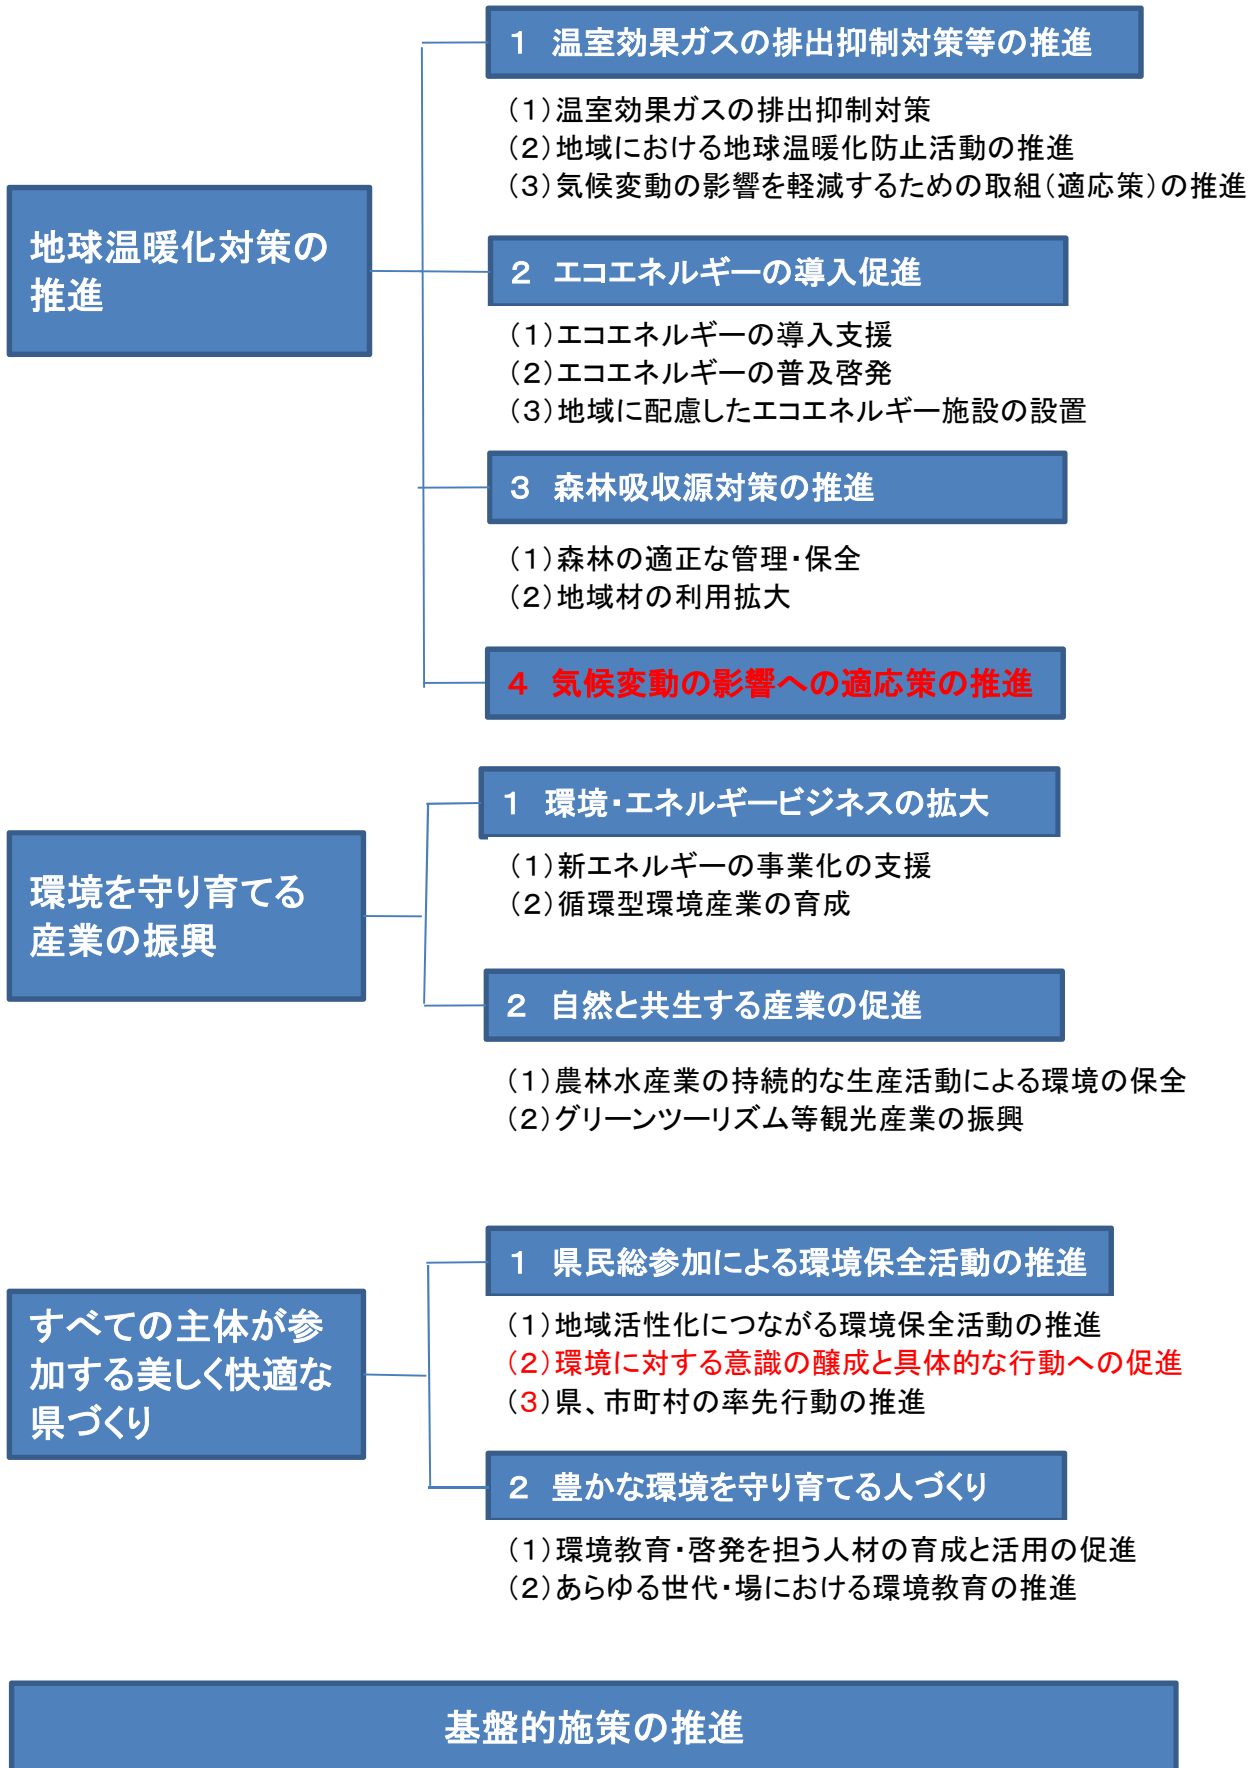 地球温暖化対策の
推進
１　温室効果ガスの排出抑制対策等の推進
（１）温室効果ガスの排出抑制対策
（２）地域における地球温暖化防止活動の推進
（３）気候変動の影響を軽減するための取組（適応策）の推進
２　エコエネルギーの導入促進
（１）エコエネルギーの導入支援
（２）エコエネルギーの普及啓発
（３）地域に配慮したエコエネルギー施設の設置
３　森林吸収源対策の推進
（１）森林の適正な管理・保全
（２）地域材の利用拡大
４　気候変動の影響への適応策の推進
環境を守り育てる
産業の振興
１　環境・エネルギービジネスの拡大
（１）新エネルギーの事業化の支援
（２）循環型環境産業の育成
２　自然と共生する産業の促進
（１）農林水産業の持続的な生産活動による環境の保全
（２）グリーンツーリズム等観光産業の振興
すべての主体が参
加する美しく快適な
県づくり
１　県民総参加による環境保全活動の推進
（１）地域活性化につながる環境保全活動の推進
（２）環境に対する意識の醸成と具体的な行動への促進
（３）県、市町村の率先行動の推進
２　豊かな環境を守り育てる人づくり
（１）環境教育・啓発を担う人材の育成と活用の促進
（２）あらゆる世代・場における環境教育の推進
基盤的施策の推進